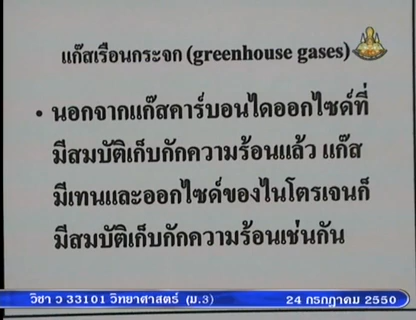 แก๊สเรือนกระจก (greenhouse gases)
• นอกจากแก๊สคาร์บอนไดออกไซด์ที่
มีสมบัติเก็บกักความร้อนแล้ว แก๊ส
มีเทนและออกไซด์ของไนโตรเจนก็
มีสมบัติเก็บกักความร้อนเช่นกัน
วิชา ว 33101 วิทยาศาสตร์ (ม.3) 24 กรกฎาคม 2550